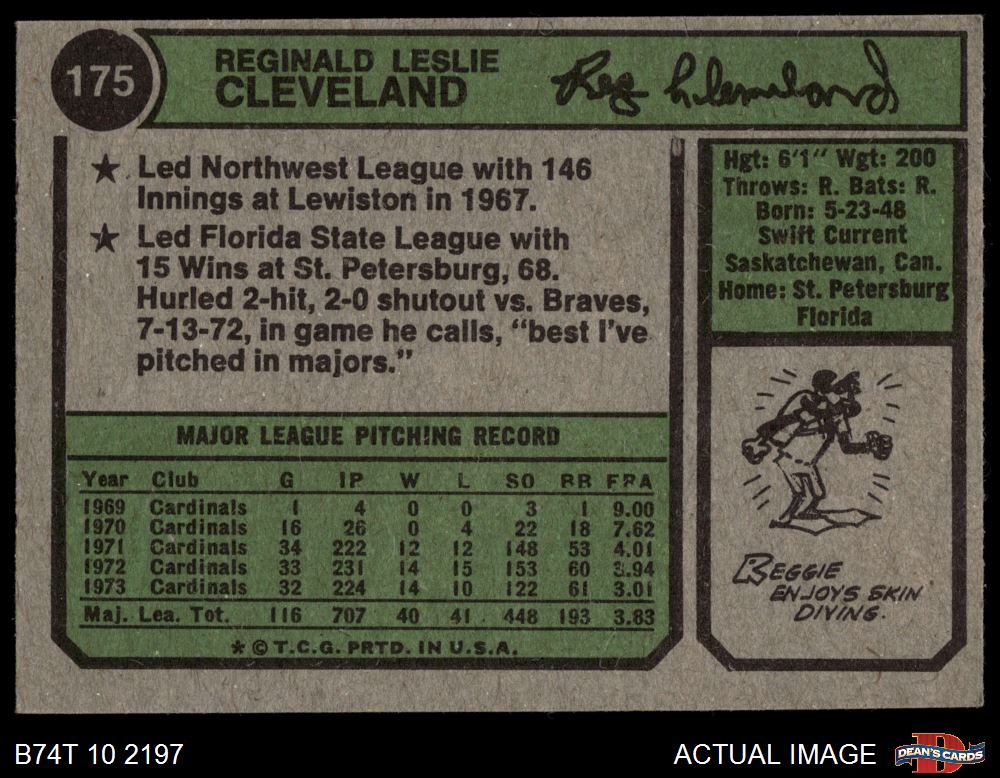 175
REGINALD LESLIE
CLEVELAND
Reg Cleveland
★ Led Northwest League with 146
Innings at Lewiston in 1967.
★ Led Florida State League with
15 Wins at St. Petersburg, 68.
Hurled 2-hit, 2-0 shutout vs. Braves,
7-13-72, in game he calls, "best I've
pitched in majors."
Hgt: 6'1" Wgt: 200
Throws: R. Bats: R.
Born: 5-23-48
Swift Current
Saskatchewan, Can.
Home: St. Petersburg
Florida
MAJOR LEAGUE PITCHING RECORD
Year Club G IP W L SO BB ERA
1969 Cardinals 1 4 0 0 3 1 9.00
1970 Cardinals 16 26 0 4 22 18 7.62
1971 Cardinals 34 222 12 12 148 53 4.01
1972 Cardinals 33 231 14 15 153 60 3.94
1973 Cardinals 32 224 14 10 122 61 3.01
Maj. Lea. Tot. 116 707 40 41 448 193 3.83
* © T.C.G. PRTD. IN U.S.A.
REGGIE
ENJOYS SKIN
DIVING.
B74T 10 2197
ACTUAL IMAGE
DEAN'S CARDS